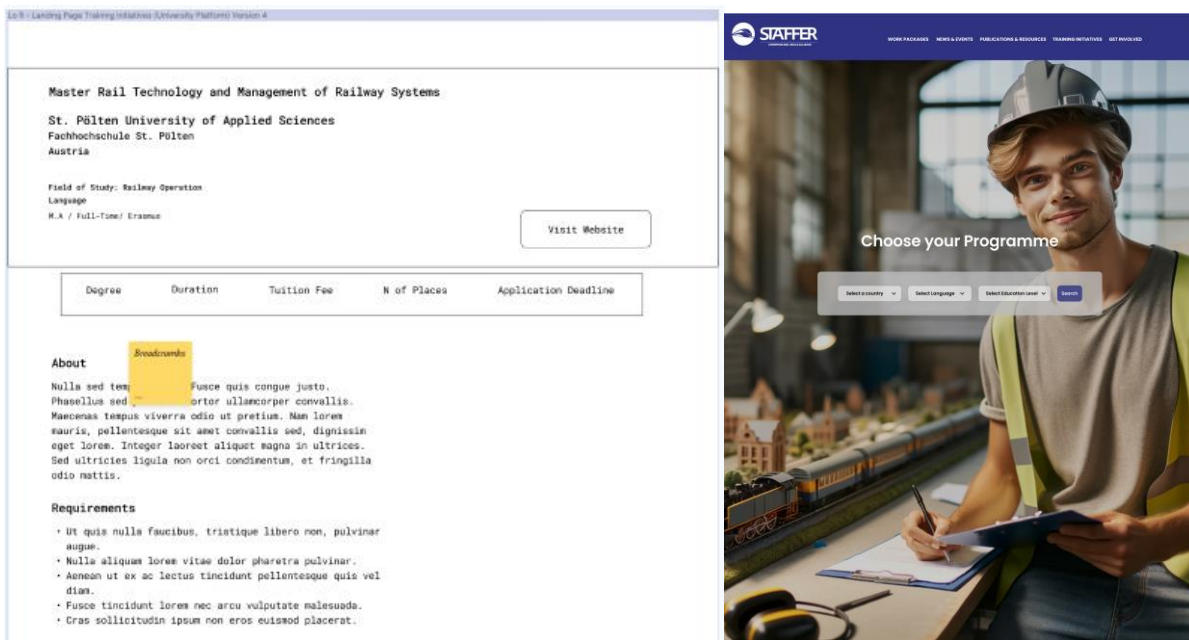 Lo fi - Landing Page Training Initiatives (University Platform) Version 4
Master Rail Technology and Management of Railway Systems
St. Pölten University of Applied Sciences
Fachhochschule St. Pölten
Austria
Field of Study: Railway Operation
Language
M.A / Full-Time/ Erasmus
Visit Website
Degree Duration Tuition Fee N of Places Application Deadline
Breadcrumbs
About
Nulla sed Fusce quis congue justo.
Phasellus sed ullamcorper convallis.
Maecenas tempus viverra odio ut pretium. Nam lorem
mauris, pellentesque sit amet convallis sed, dignissim
eget lorem. Integer laoreet aliquet magna in ultrices.
Sed ultricies ligula non orci condimentum, et fringilla
odio mattis.
Requirements
• Ut quis nulla faucibus, tristique libero non, pulvinar
augue.
• Nulla aliquam lorem vitae dolor pharetra pulvinar.
• Aenean ut ex ac lectus tincidunt pellentesque quis vel
diam.
• Fusce tincidunt lorem nec arcu vulputate malesuada.
• Cras sollicitudin ipsum non eros euismod placerat.
STAFFER
WORK PACKAGES NEWS & EVENTS PUBLICATIONS & RESOURCES TRAINING INITIATIVES GET INVOLVED
Choose your Programme
Select a country Select Language Select Education Level Search